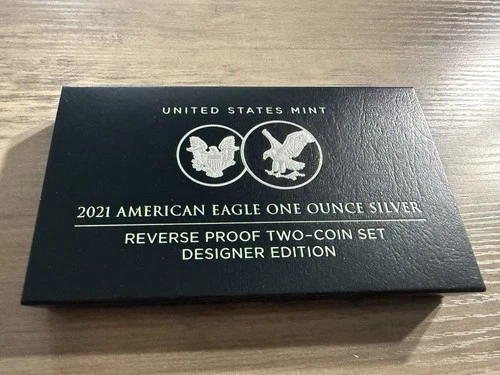 UNITED STATES MINT
2021 AMERICAN EAGLE ONE OUNCE SILVER
REVERSE PROOF TWO-COIN SET
DESIGNER EDITION